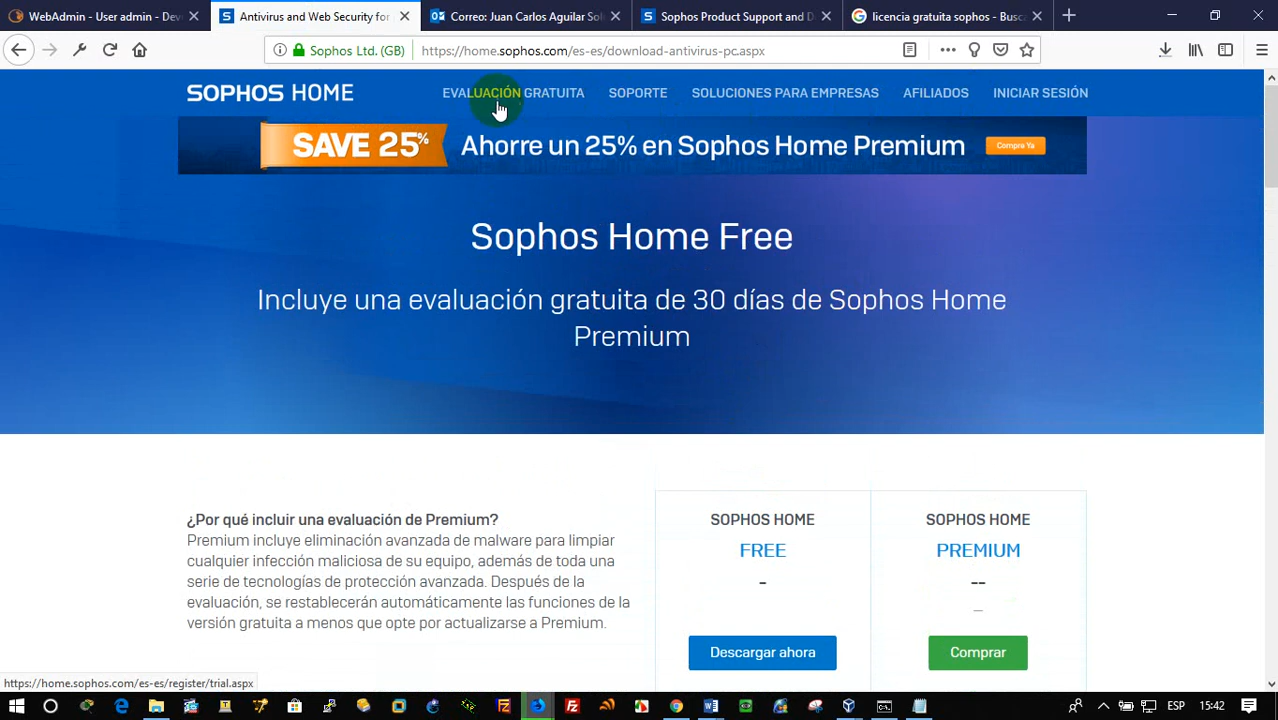 WebAdmin - User admin - Dev
Antivirus and Web Security for
Correo: Juan Carlos Aguilar Sol
Sophos Product Support and D
licencia gratuita sophos - Busc
Sophos Ltd. (GB)
https://home.sophos.com/es-es/download-antivirus-pc.aspx
SOPHOS HOME
EVALUACIÓN GRATUITA
SOPORTE
SOLUCIONES PARA EMPRESAS
AFILIADOS
INICIAR SESIÓN
SAVE 25%
Ahorre un 25% en Sophos Home Premium
Compre Ya
Sophos Home Free
Incluye una evaluación gratuita de 30 días de Sophos Home
Premium
¿Por qué incluir una evaluación de Premium?
Premium incluye eliminación avanzada de malware para limpiar
cualquier infección maliciosa de su equipo, además de toda una
serie de tecnologías de protección avanzada. Después de la
evaluación, se restablecerán automáticamente las funciones de la
versión gratuita a menos que opte por actualizarse a Premium.
SOPHOS HOME
FREE
-
Descargar ahora
SOPHOS HOME
PREMIUM
--
Comprar
https://home.sophos.com/es-es/register/trial.aspx
ESP
15:42